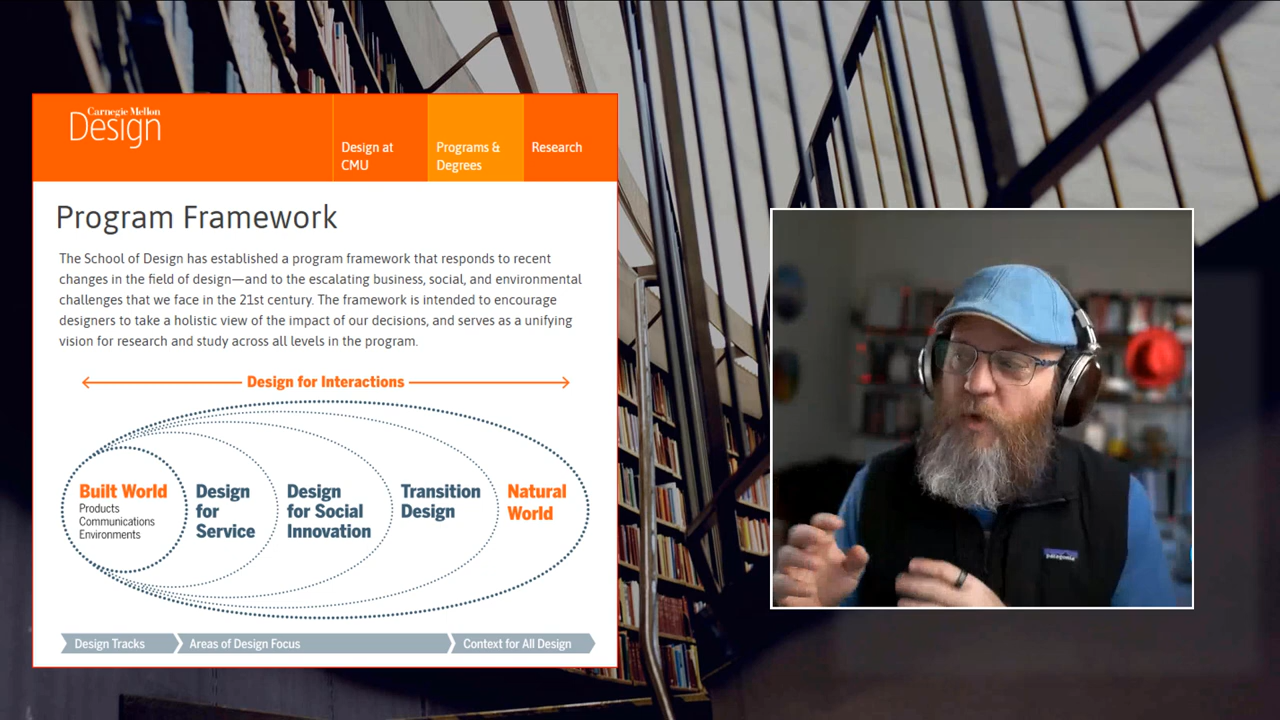 Carnegie Mellon
Design
Design at
CMU
Programs &
Degrees
Research
Program Framework
The School of Design has established a program framework that responds to recent
changes in the field of design—and to the escalating business, social, and environmental
challenges that we face in the 21st century. The framework is intended to encourage
designers to take a holistic view of the impact of our decisions, and serves as a unifying
vision for research and study across all levels in the program.
Design for Interactions
Built World
Products
Communications
Environments
Design
for
Service
Design
for Social
Innovation
Transition
Design
Natural
World
Design Tracks
Areas of Design Focus
Context for All Design
patagonia